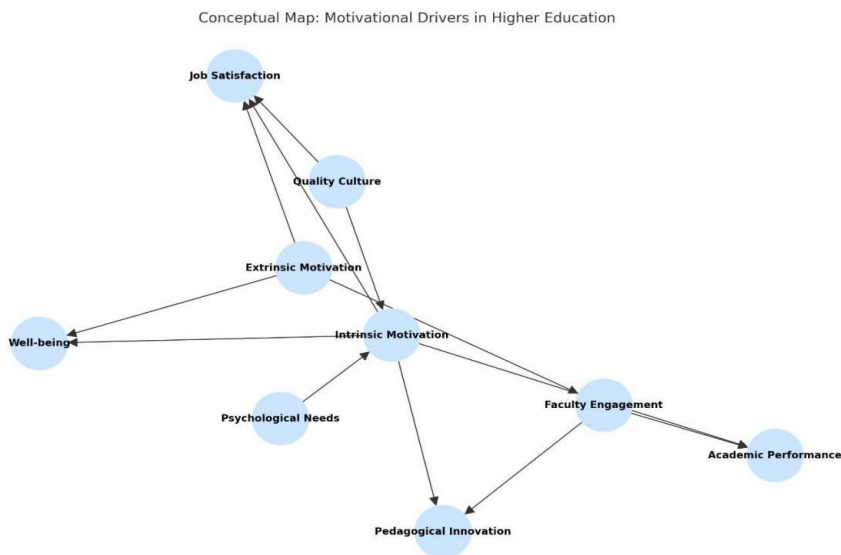 Conceptual Map: Motivational Drivers in Higher Education
Job Satisfaction
Quality Culture
Extrinsic Motivation
Intrinsic Motivation
Well-being
Psychological Needs
Faculty Engagement
Academic Performance
Pedagogical Innovation